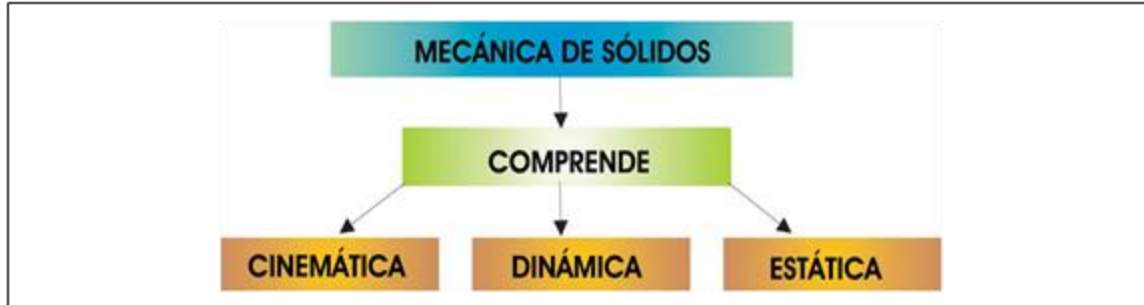 MECÁNICA DE SÓLIDOS
COMPRENDE
CINEMÁTICA
DINÁMICA
ESTÁTICA